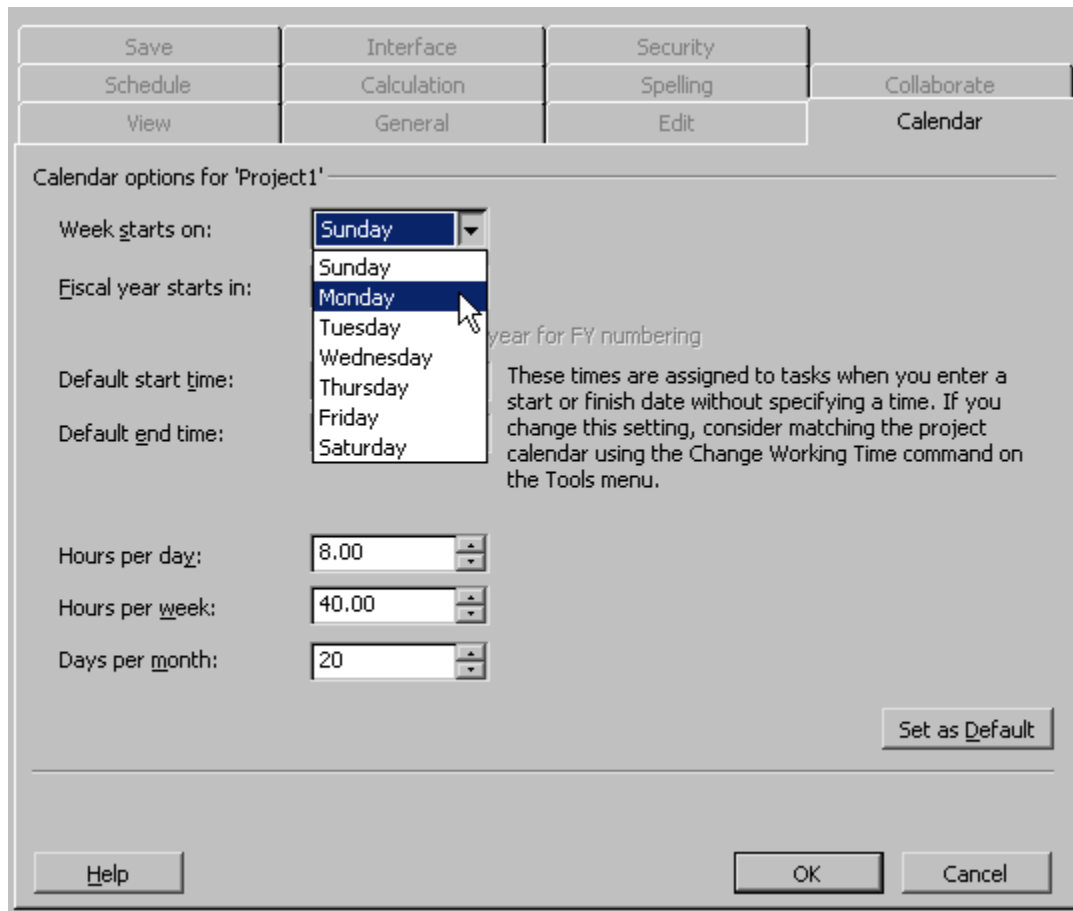 Save Interface Security
Schedule Calculation Spelling Collaborate
View General Edit Calendar
Calendar options for 'Project1'
Week starts on: Sunday
Sunday
Fiscal year starts in:
Monday
Tuesday
year for FY numbering
Wednesday
Default start time:
Thursday
Friday
Default end time:
Saturday
These times are assigned to tasks when you enter a
start or finish date without specifying a time. If you
change this setting, consider matching the project
calendar using the Change Working Time command on
the Tools menu.
Hours per day: 8.00
Hours per week: 40.00
Days per month: 20
Set as Default
Help OK Cancel